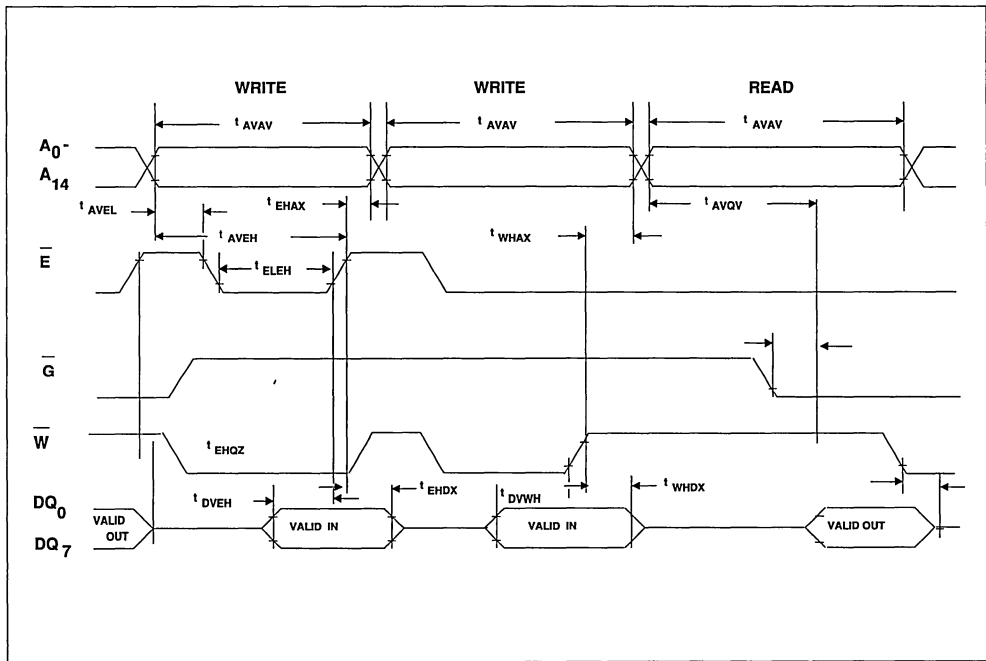 WRITE WRITE READ
t AVAV t AVAV t AVAV
A0-
A14
t AVEL t EHAX t AVQV
t AVEH t WHAX
E
t ELEH
G
W
t EHQZ
t DVEH t EHDX t DVWH t WHDX
DQ0
VALID OUT VALID IN VALID IN VALID OUT
DQ7